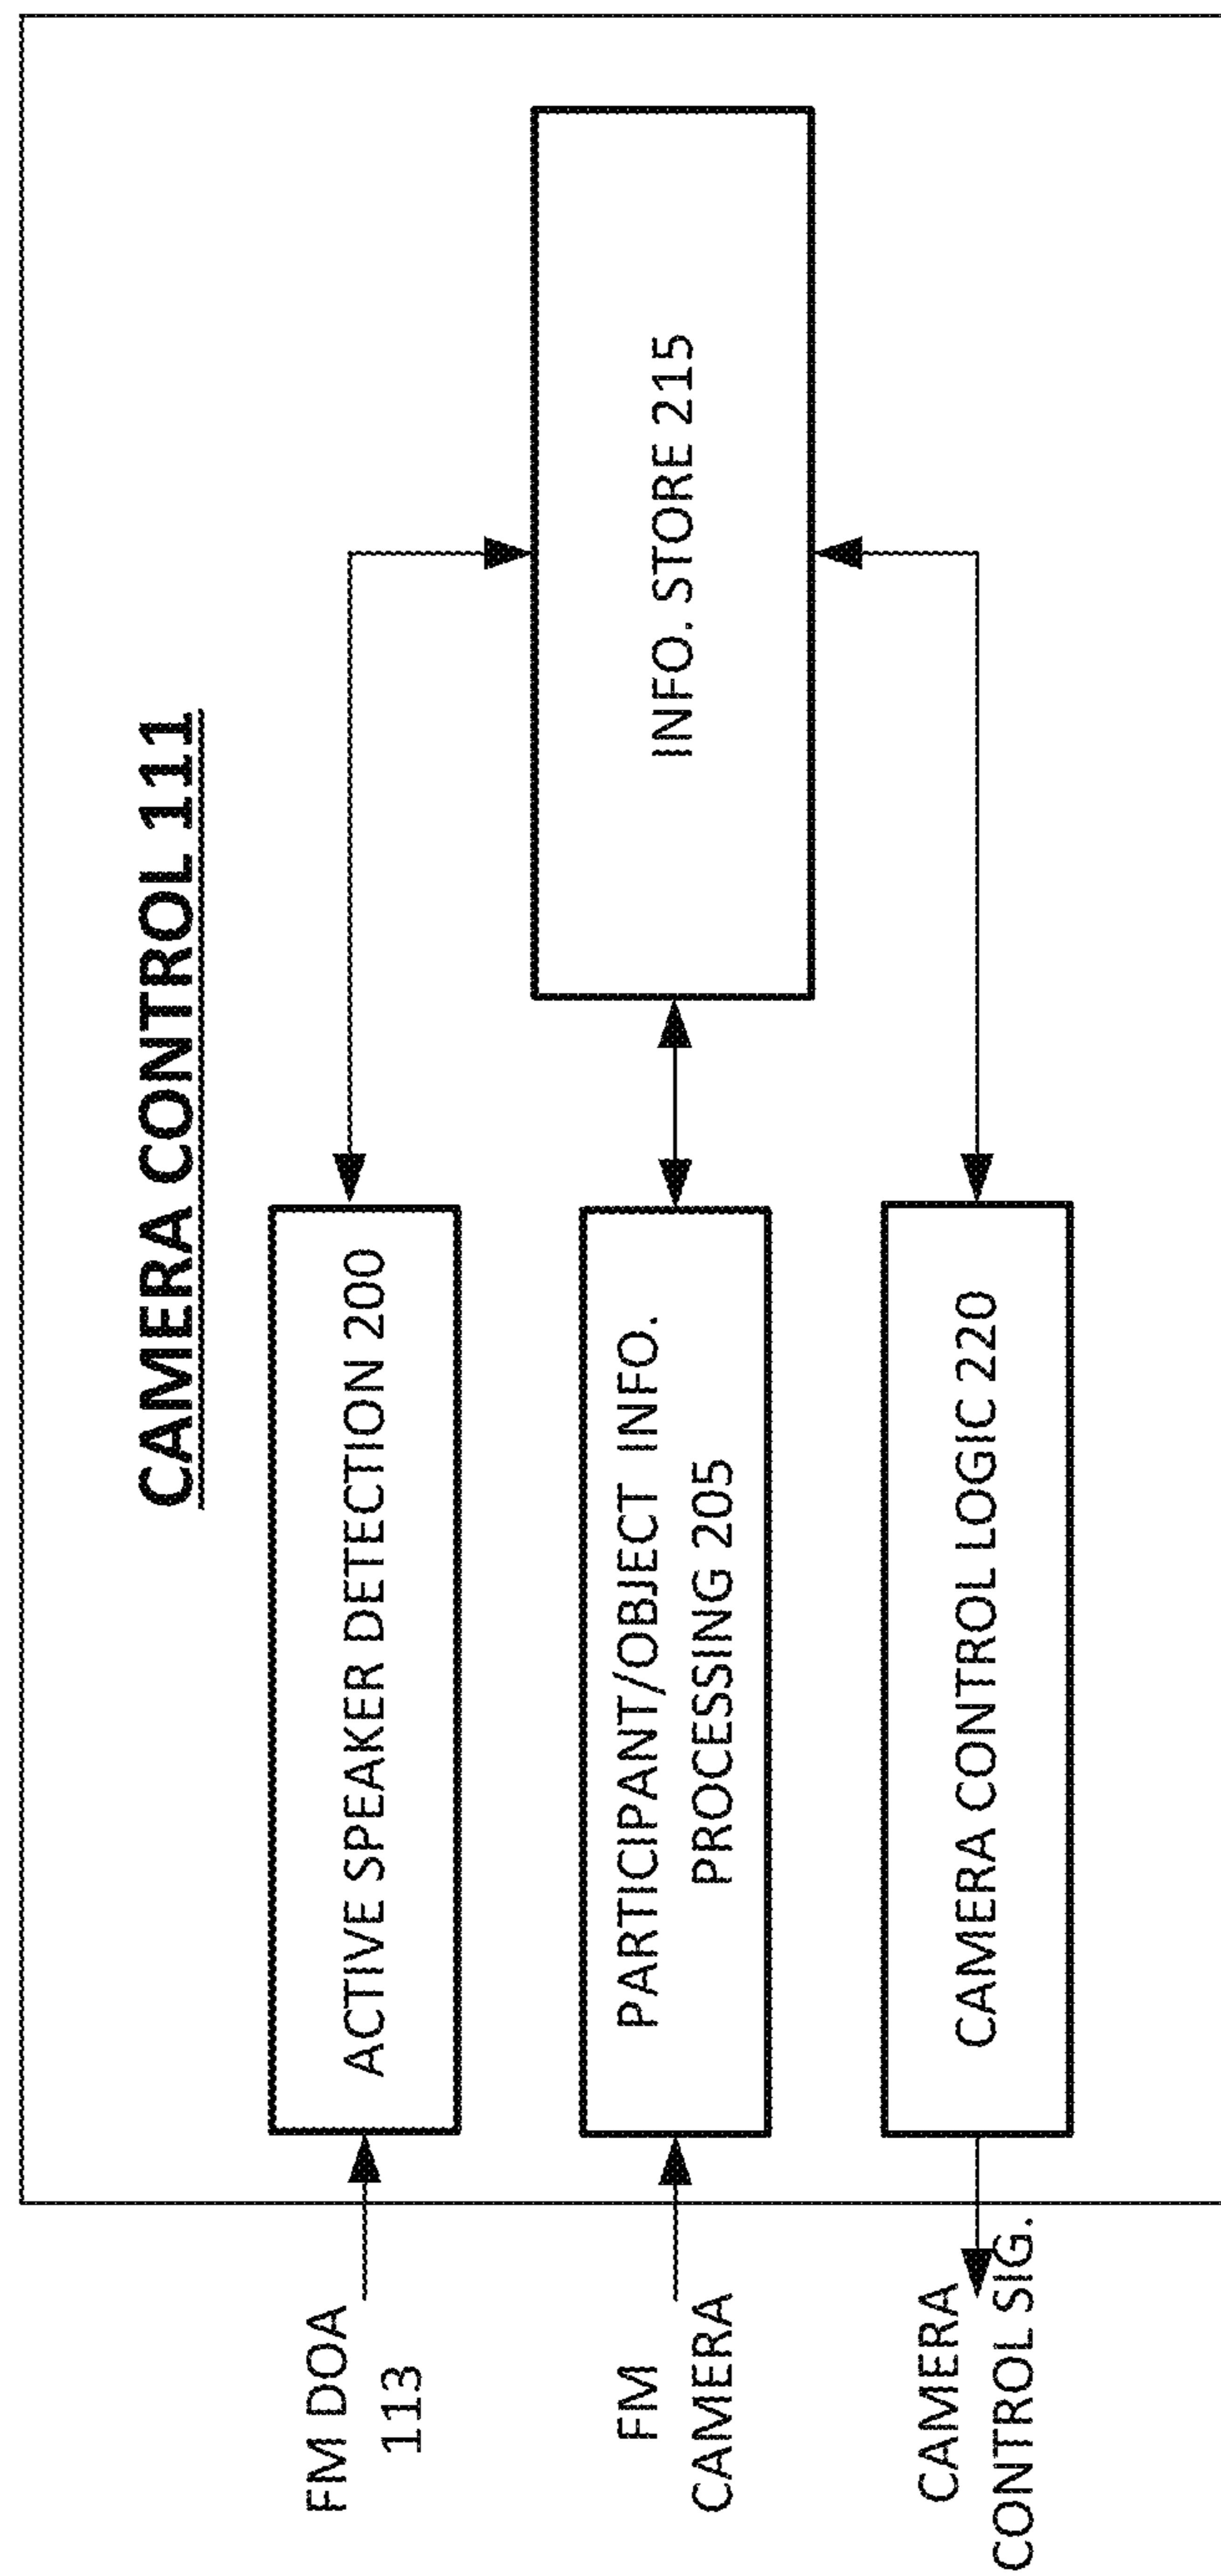 CAMERA CONTROL 111
FM DOA
113
ACTIVE SPEAKER DETECTION 200
FM
CAMERA
PARTICIPANT/OBJECT INFO.
PROCESSING 205
INFO. STORE 215
CAMERA
CONTROL SIG.
CAMERA CONTROL LOGIC 220